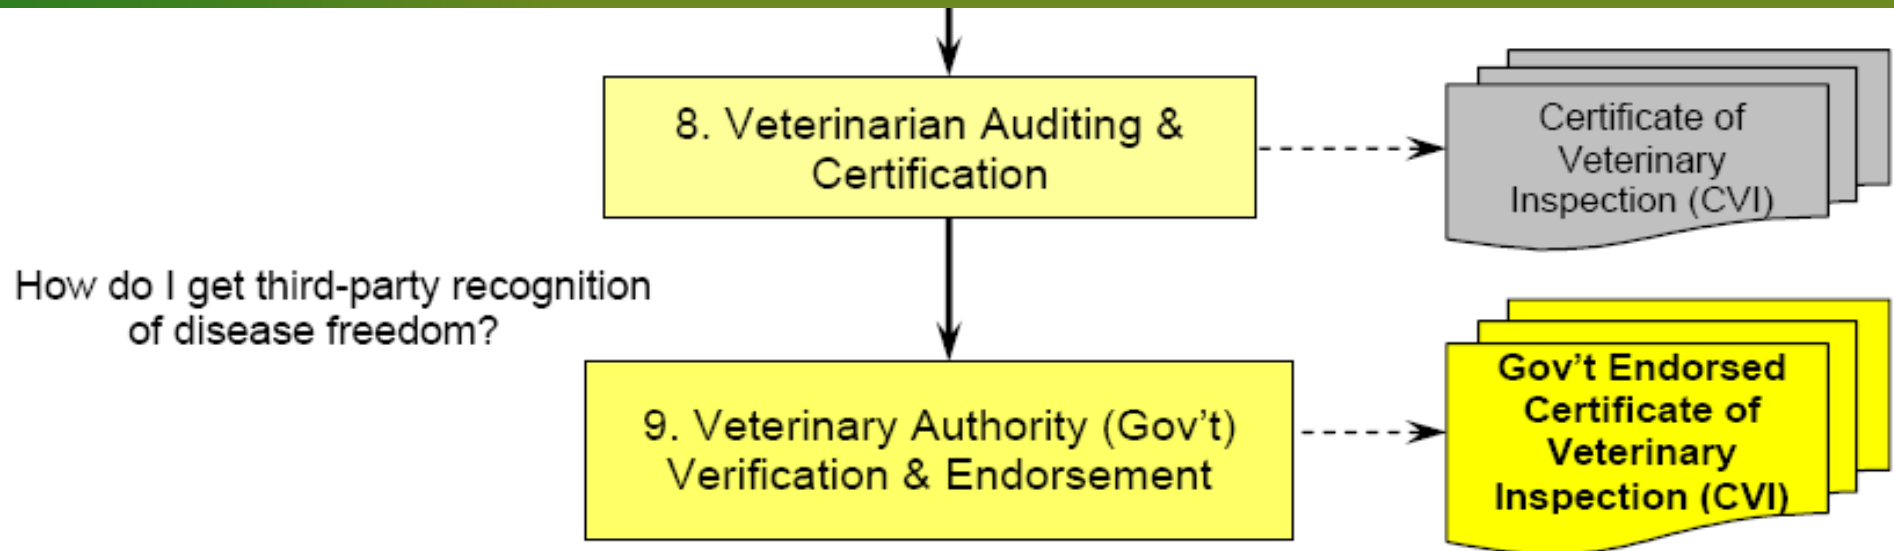 8. Veterinarian Auditing &
Certification
Certificate of
Veterinary
Inspection (CVI)
How do I get third-party recognition
of disease freedom?
9. Veterinary Authority (Gov't)
Verification & Endorsement
Gov't Endorsed
Certificate of
Veterinary
Inspection (CVI)